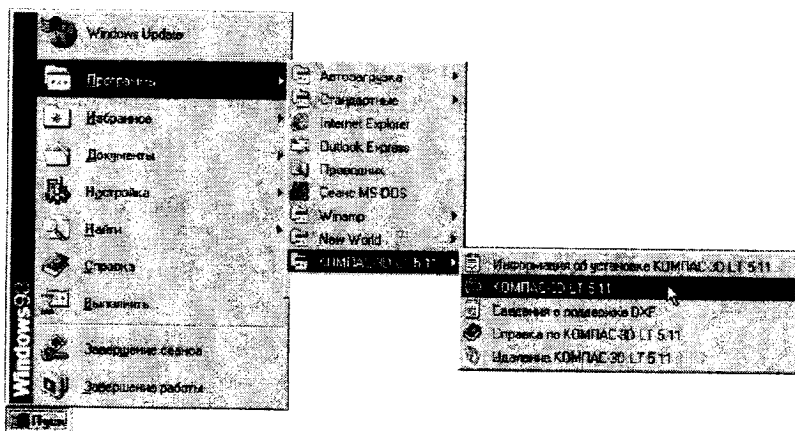 Windows Update
Программы
Избранное
Документы
Настройка
Найти
Справка
Выполнить...
Завершение сеанса
Завершение работы
Windows98
Пуск
Автозагрузка
Стандартные
Internet Explorer
Outlook Express
Проводник
Сеанс MS-DOS
Winamp
New World
КОМПАС-3D LT 5.11
Информация об установке КОМПАС-3D LT 5.11
КОМПАС-3D LT 5.11
Сведения о поддержке DXF
Справка по КОМПАС-3D LT 5.11
Удаление КОМПАС-3D LT 5.11